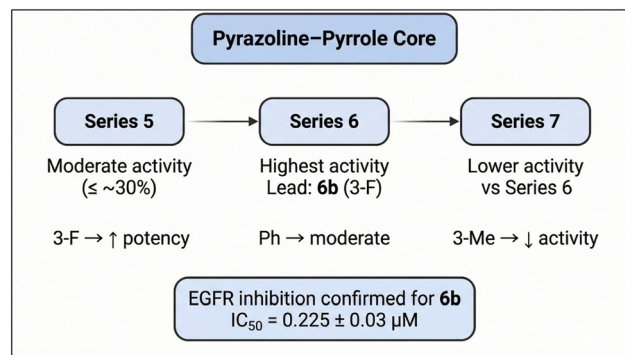 Pyrazoline–Pyrrole Core
Series 5
Series 6
Series 7
Moderate activity
(≤ ~30%)
Highest activity
Lead: 6b (3-F)
Lower activity
vs Series 6
3-F → ↑ potency
Ph → moderate
3-Me → ↓ activity
EGFR inhibition confirmed for 6b
IC₅₀ = 0.225 ± 0.03 µM